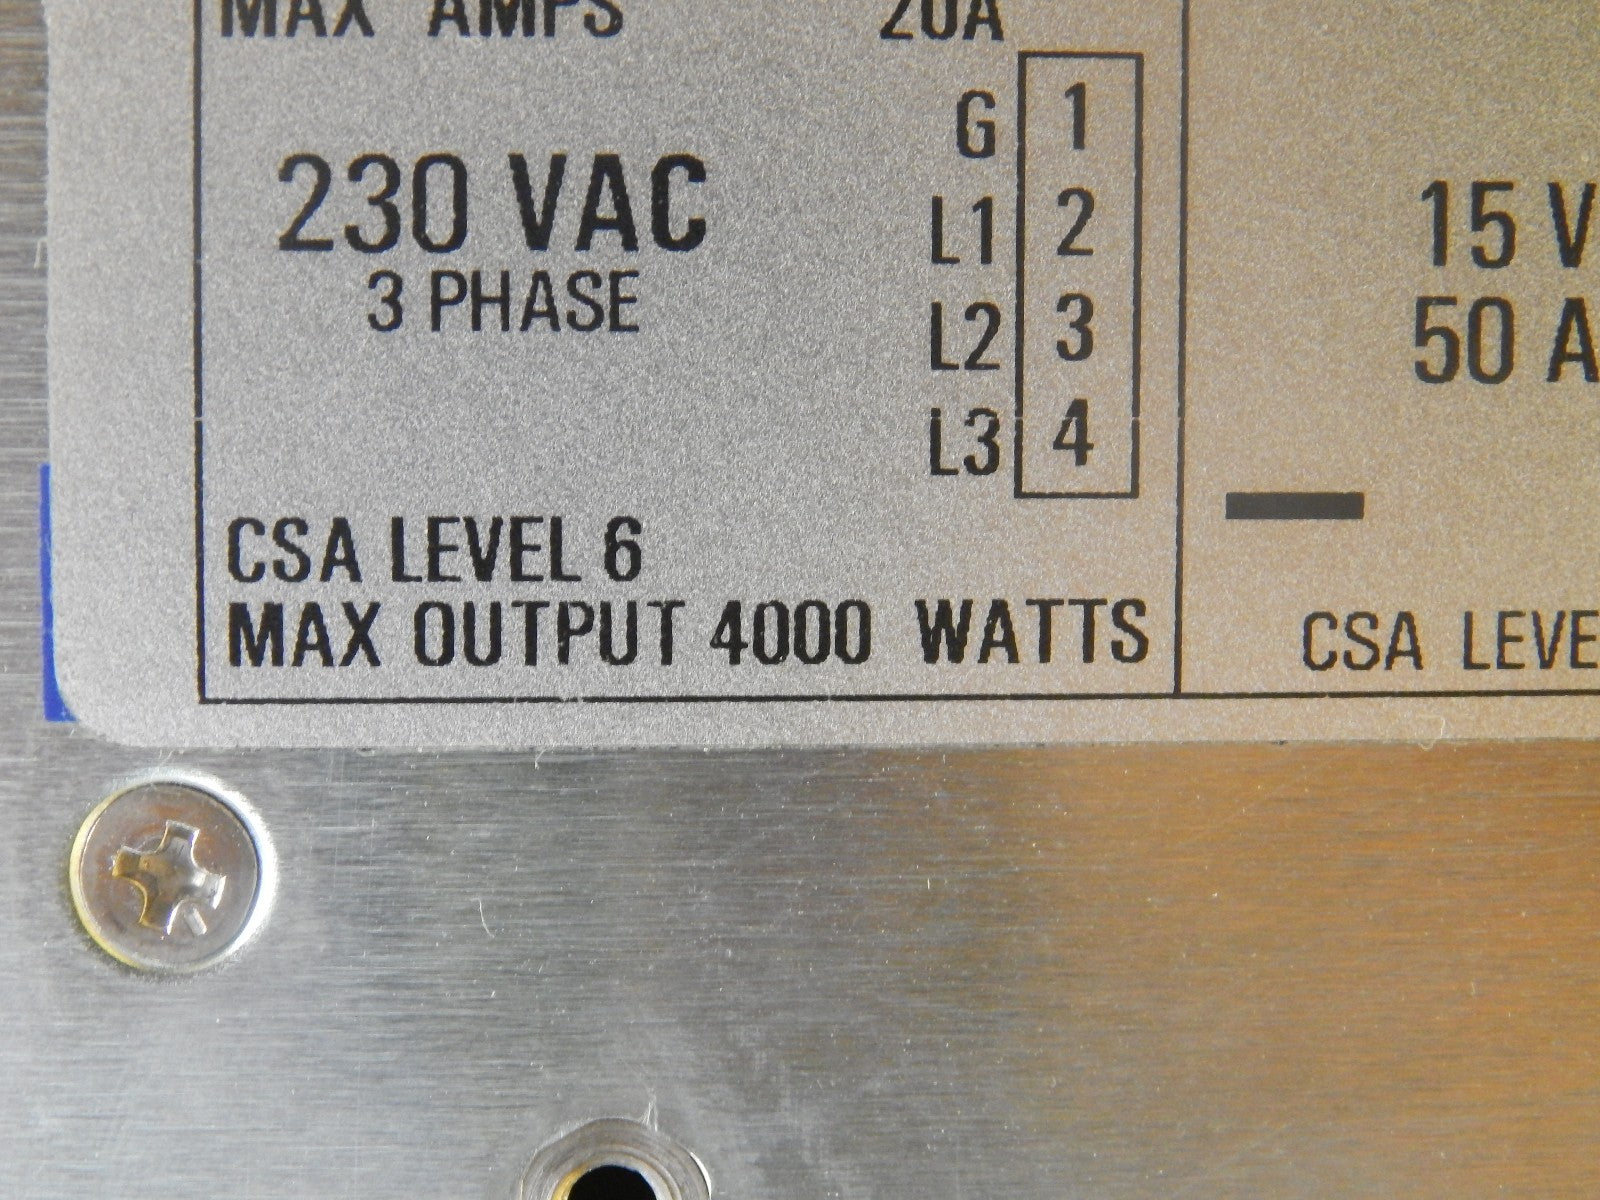 MAX AMPS 20A
G 1
230 VAC
L1 2
3 PHASE
L2 3
L3 4
CSA LEVEL 6
MAX OUTPUT 4000 WATTS
15 V
50 A
CSA LEVE